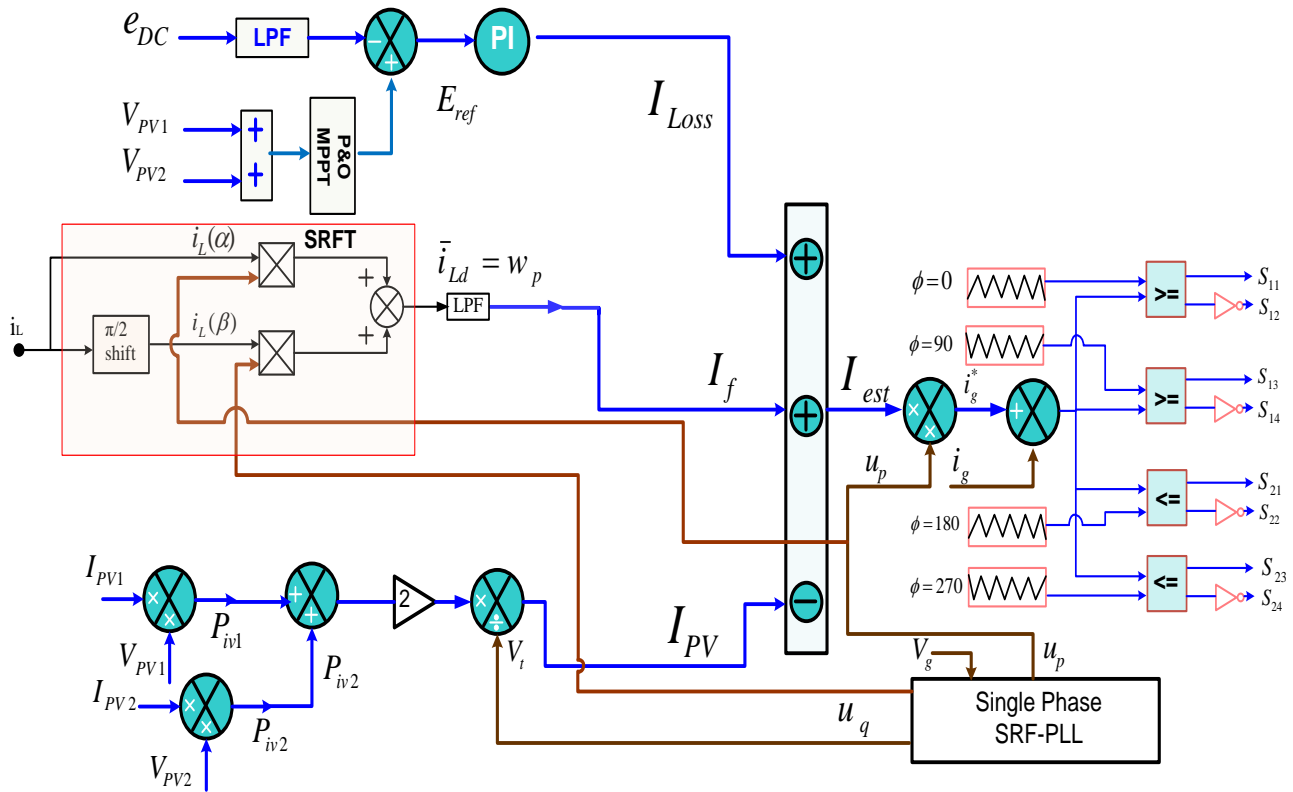 e_DC
LPF
−
+
PI
E_ref
I_Loss
V_PV1
V_PV2
+
+
P&O
MPPT
SRFT
i_L(α)
i_L(β)
i_L
π/2
shift
+
+
ī_Ld = w_p
LPF
I_f
+
+
−
I_est
×
×
i_g^*
+
u_p
i_g
ϕ=0
ϕ=90
ϕ=180
ϕ=270
>=
>=
<=
<=
S_11
S_12
S_13
S_14
S_21
S_22
S_23
S_24
I_PV1
×
×
V_PV1
P_iv1
+
+
2
×
÷
V_t
I_PV
I_PV2
×
×
V_PV2
P_iv2
P_iv2
V_g
u_p
u_q
Single Phase
SRF-PLL